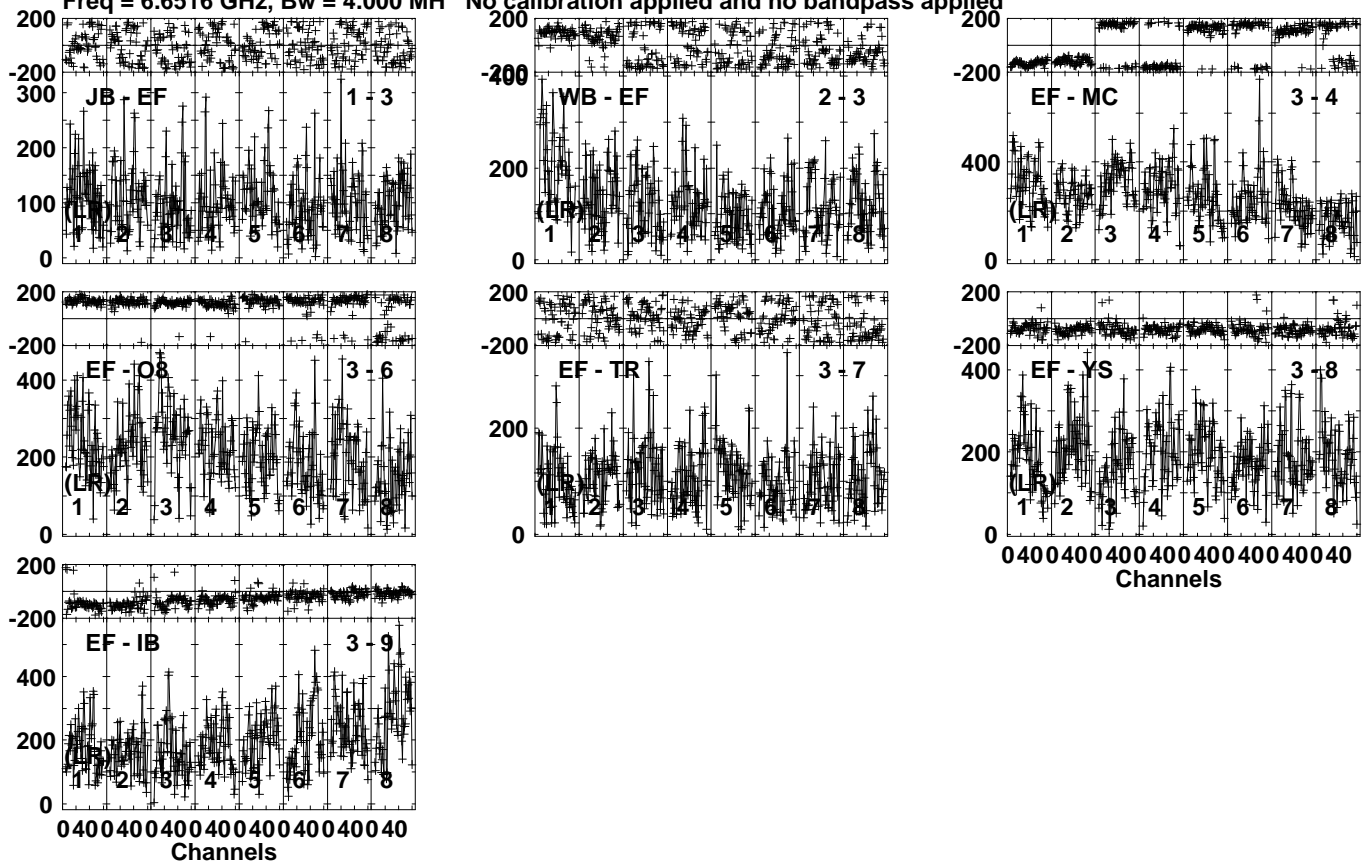 Freq = 6.6516 GHz, Bw = 4.000 MH No calibration applied and no bandpass applied
200
-200
JB - EF 1 - 3
300
200
100
0
(LR)
1 2 3 4 5 6 7 8
200
-200
400
WB - EF 2 - 3
200
0
(LR)
1 2 3 4 5 6 7 8
200
-200
EF - MC 3 - 4
400
0
(LR)
1 2 3 4 5 6 7 8
200
-200
EF - O8 3 - 6
400
200
0
(LR)
1 2 3 4 5 6 7 8
200
-200
EF - TR 3 - 7
200
0
(LR)
1 2 3 4 5 6 7 8
200
-200
EF - YS 3 - 8
400
200
0
(LR)
1 2 3 4 5 6 7 8
0 40 0 40 0 40 0 40 0 40 0 40 0 40 0 40
Channels
200
-200
EF - IB 3 - 9
400
200
0
(LR)
1 2 3 4 5 6 7 8
0 40 0 40 0 40 0 40 0 40 0 40 0 40 0 40
Channels